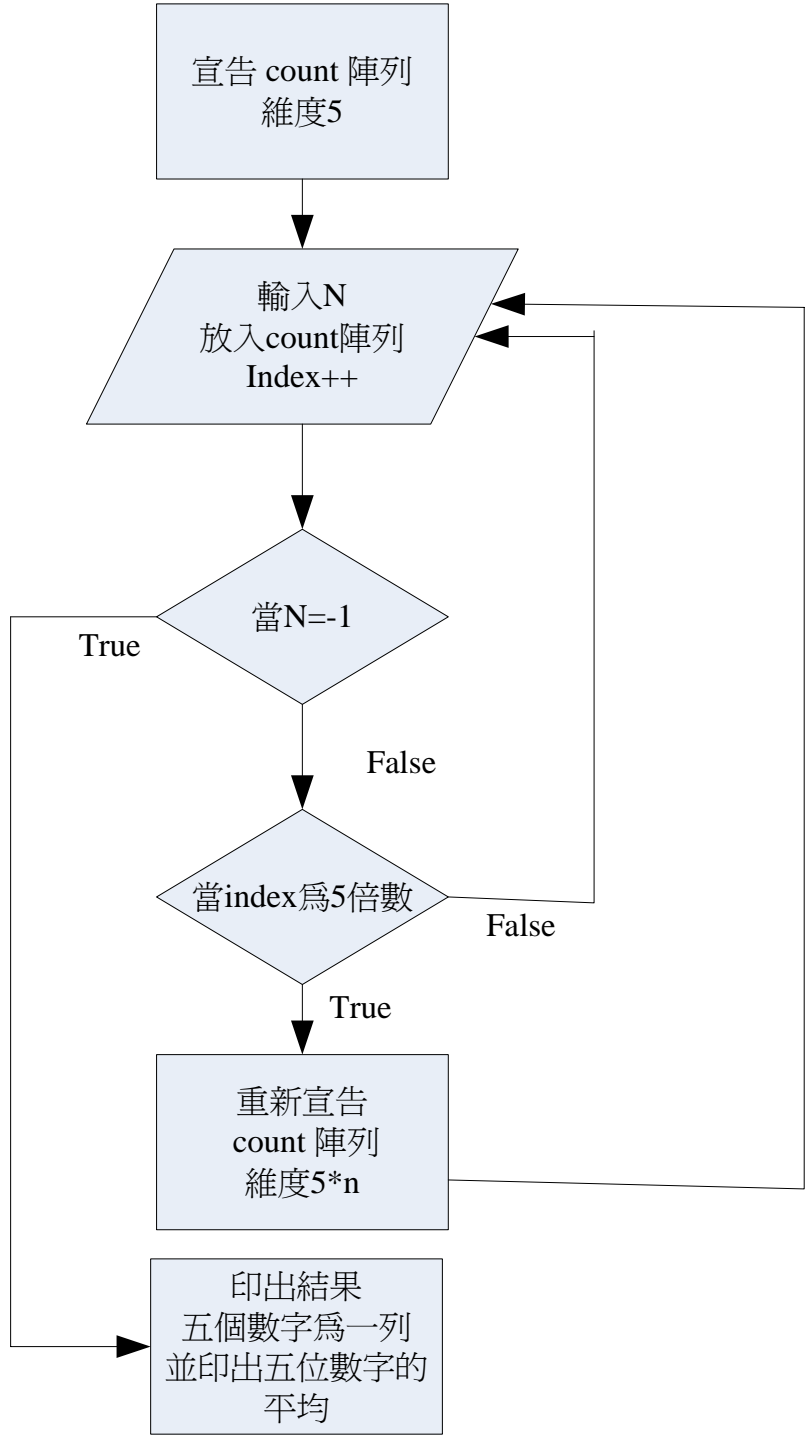 宣告 count 陣列
維度5
輸入N
放入count陣列
Index++
當N=-1
True
False
當index爲5倍數
False
True
重新宣告
count 陣列
維度5*n
印出結果
五個數字爲一列
並印出五位數字的
平均